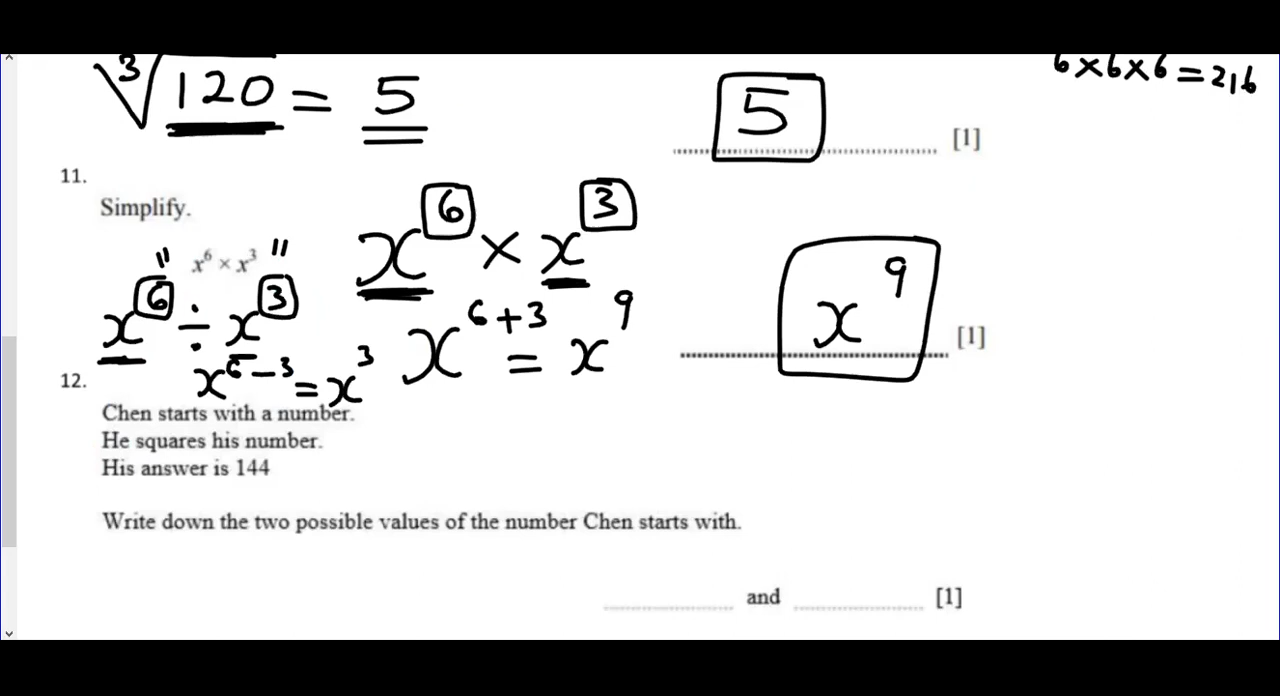 ∛120 = 5
5
[1]
6×6×6=216
11.
Simplify.
x⁶ × x³
x⁶ × x³
x⁶ ÷ x³
x⁶⁺³ = x⁹
x⁶⁻³ = x³
x⁹
[1]
12.
Chen starts with a number.
He squares his number.
His answer is 144
Write down the two possible values of the number Chen starts with.
and
[1]